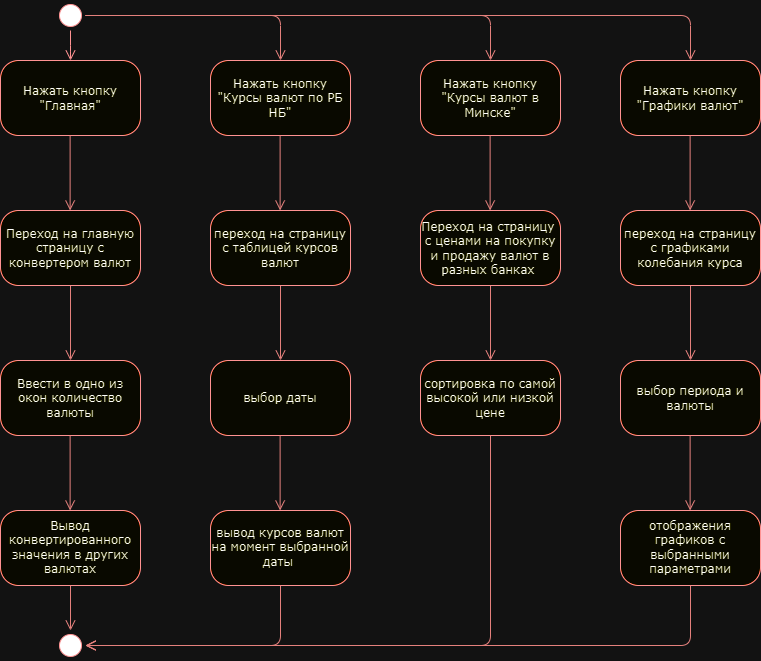 Нажать кнопку
"Главная"
Нажать кнопку
"Курсы валют по РБ
НБ"
Нажать кнопку
"Курсы валют в
Минске"
Нажать кнопку
"Графики валют"
Переход на главную
страницу с
конвертером валют
переход на страницу
с таблицей курсов
валют
Переход на страницу
с ценами на покупку
и продажу валют в
разных банках
переход на страницу
с графиками
колебания курса
Ввести в одно из
окон количество
валюты
выбор даты
сортировка по самой
высокой или низкой
цене
выбор периода и
валюты
Вывод
конвертированного
значения в других
валютах
вывод курсов валют
на момент выбранной
даты
отображения
графиков с
выбранными
параметрами